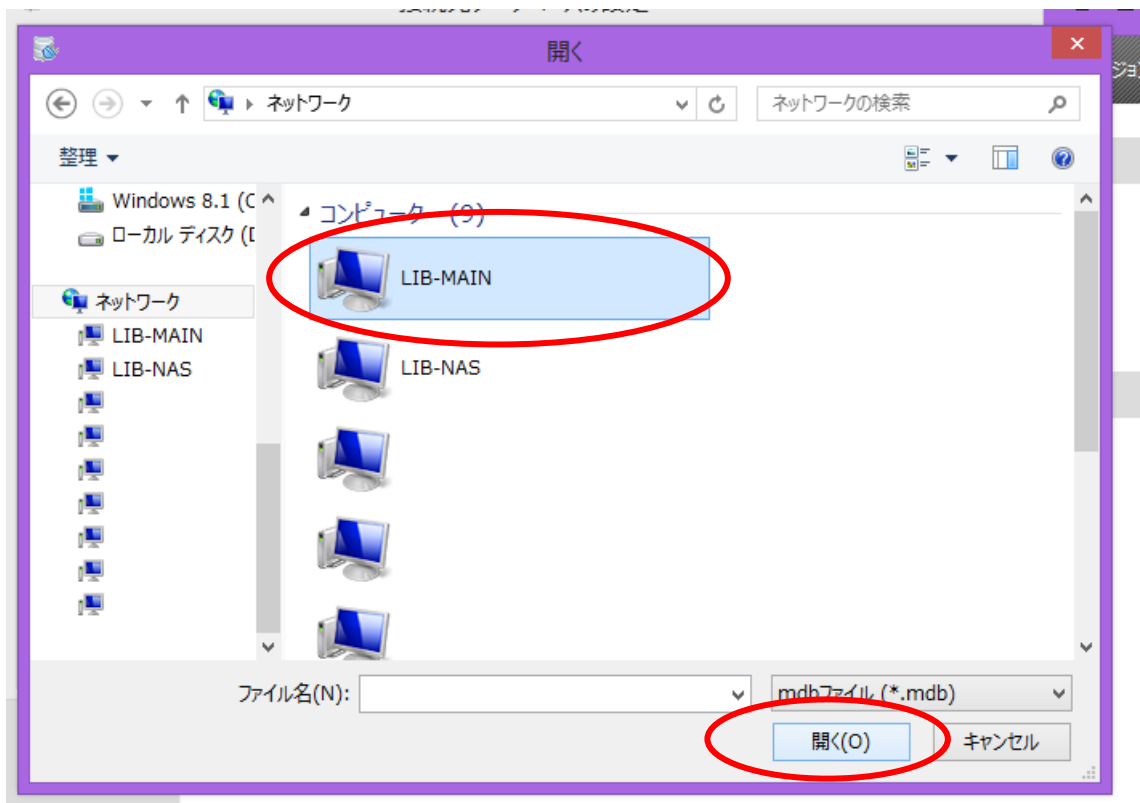 開く
ジョン
ネットワーク
ネットワークの検索
整理
Windows 8.1 (C
ローカル ディスク (D
ネットワーク
LIB-MAIN
LIB-NAS
コンピューター (9)
LIB-MAIN
LIB-NAS
ファイル名(N):
mdbファイル (*.mdb)
開く(O)
キャンセル